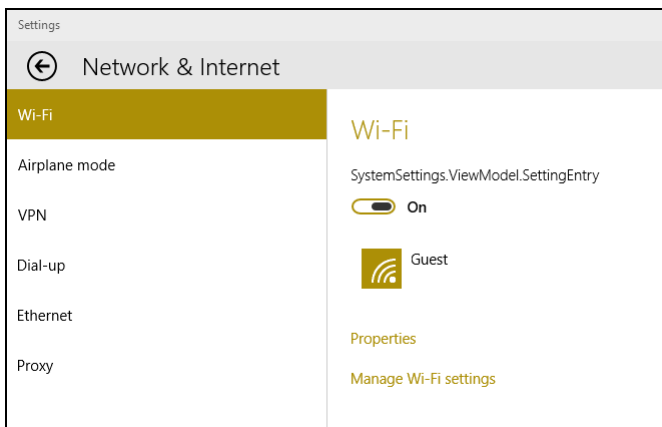 Settings
Network & Internet
Wi-Fi
Airplane mode
VPN
Dial-up
Ethernet
Proxy
Wi-Fi
SystemSettings.ViewModel.SettingEntry
On
Guest
Properties
Manage Wi-Fi settings